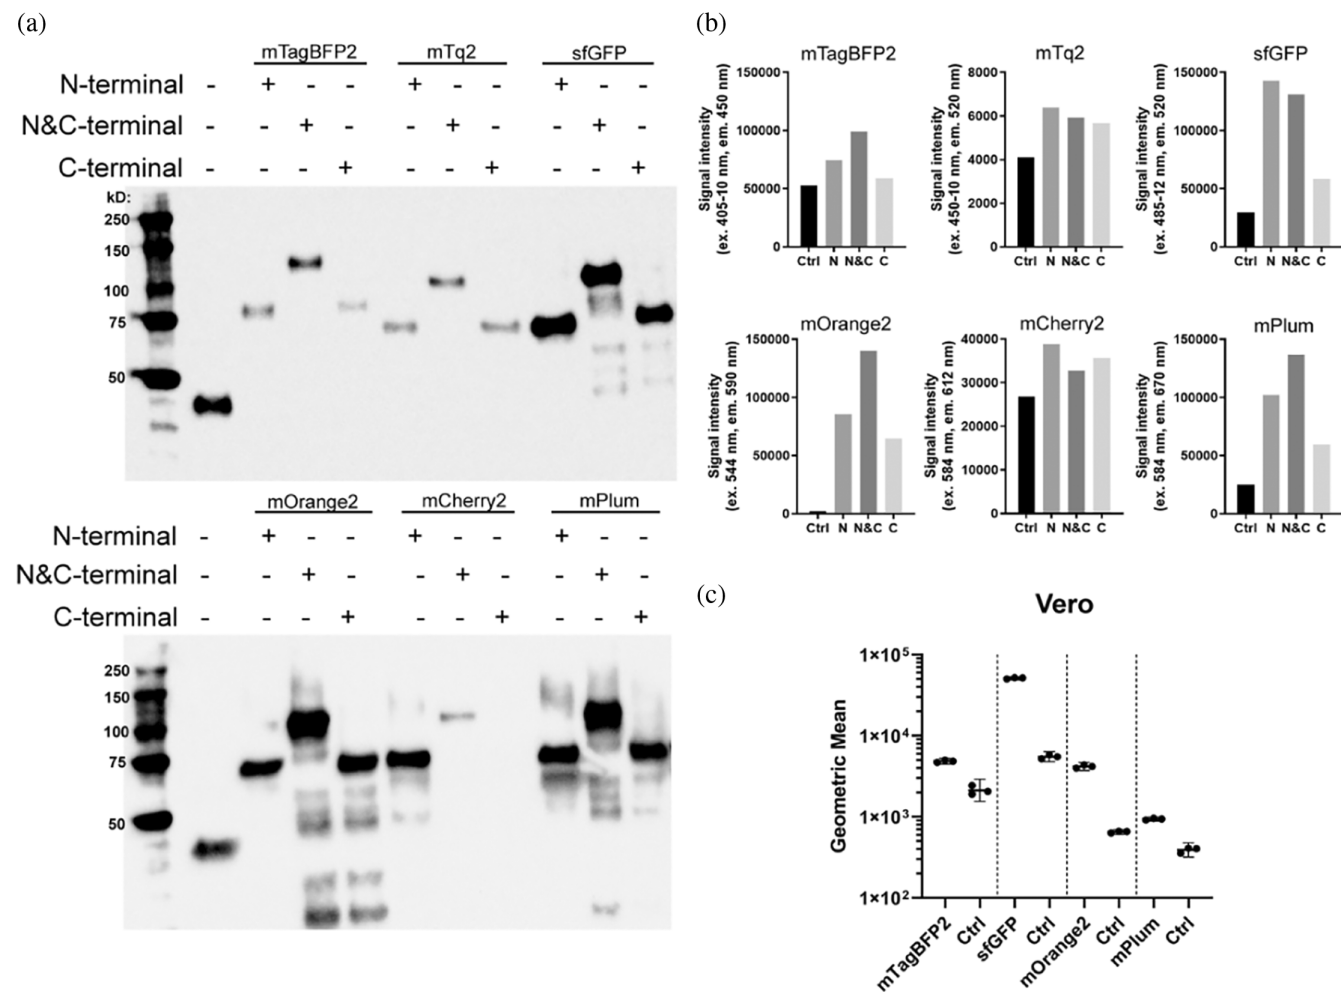 (a)
mTagBFP2 mTq2 sfGFP
N-terminal - + - - + - - + - -
N&C-terminal - - + - - + - - + -
C-terminal - - - + - - + - - +
kD:
250
150
100
75
50
mOrange2 mCherry2 mPlum
N-terminal - + - - + - - + - -
N&C-terminal - - + - - + - - + -
C-terminal - - - + - - + - - +
250
150
100
75
50
(b)
mTagBFP2
Signal intensity
(ex. 405-10 nm, em. 450 nm)
150000
100000
50000
0
Ctrl N N&C C
mTq2
Signal intensity
(ex. 450-10 nm, em. 520 nm)
8000
6000
4000
2000
0
Ctrl N N&C C
sfGFP
Signal intensity
(ex. 485-12 nm, em. 520 nm)
150000
100000
50000
0
Ctrl N N&C C
mOrange2
Signal intensity
(ex. 544 nm, em. 590 nm)
150000
100000
50000
0
Ctrl N N&C C
mCherry2
Signal intensity
(ex. 584 nm, em. 612 nm)
40000
30000
20000
10000
0
Ctrl N N&C C
mPlum
Signal intensity
(ex. 584 nm, em. 670 nm)
150000
100000
50000
0
Ctrl N N&C C
(c)
Vero
Geometric Mean
1×10⁵
1×10⁴
1×10³
1×10²
mTagBFP2 Ctrl sfGFP Ctrl mOrange2 Ctrl mPlum Ctrl